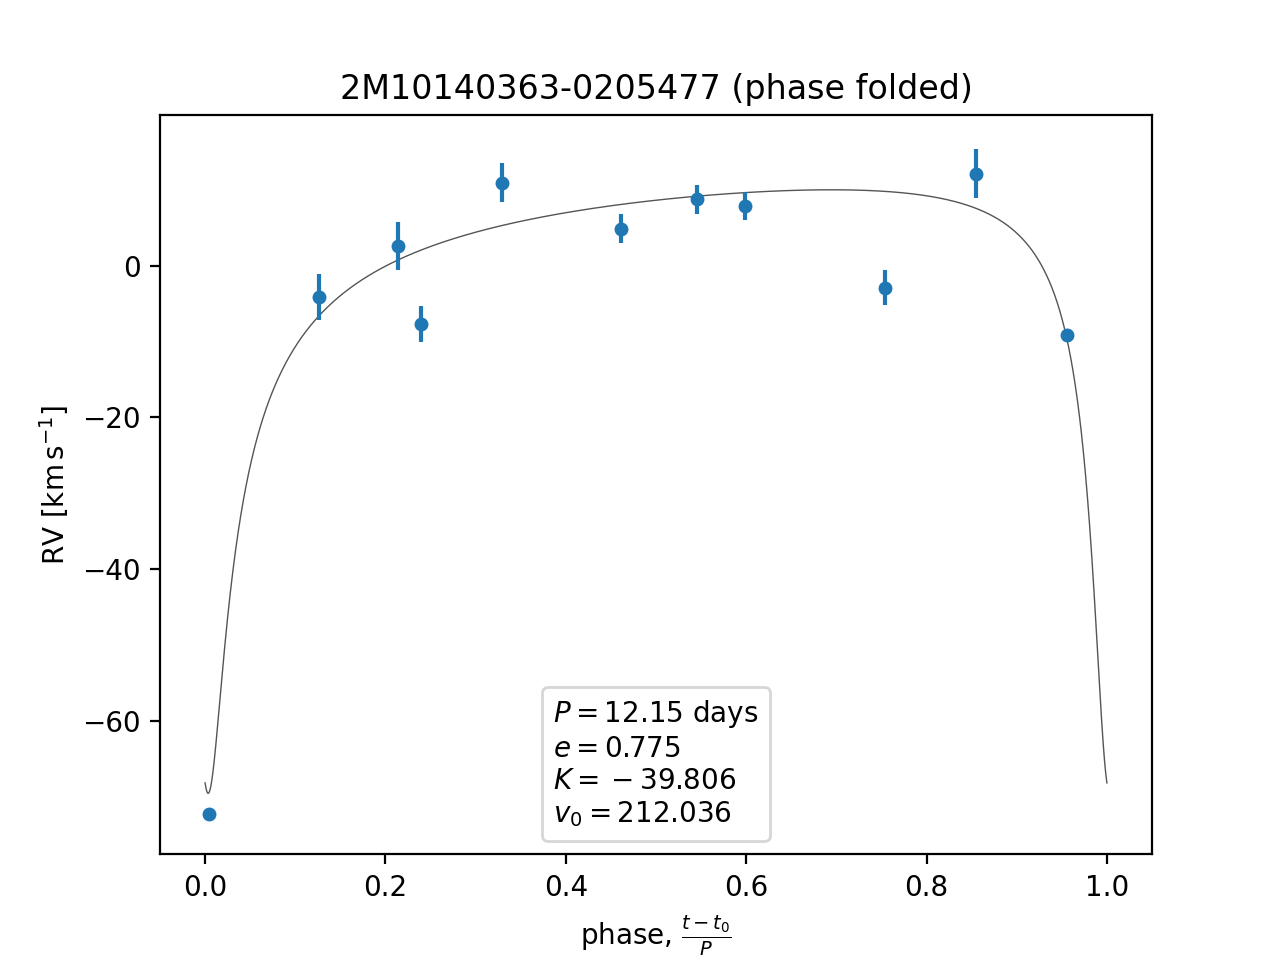 2M10140363-0205477 (phase folded)
RV [km s⁻¹]
0
−20
−40
−60
P = 12.15 days
e = 0.775
K = − 39.806
v₀ = 212.036
0.0 0.2 0.4 0.6 0.8 1.0
phase, (t − t₀)/P